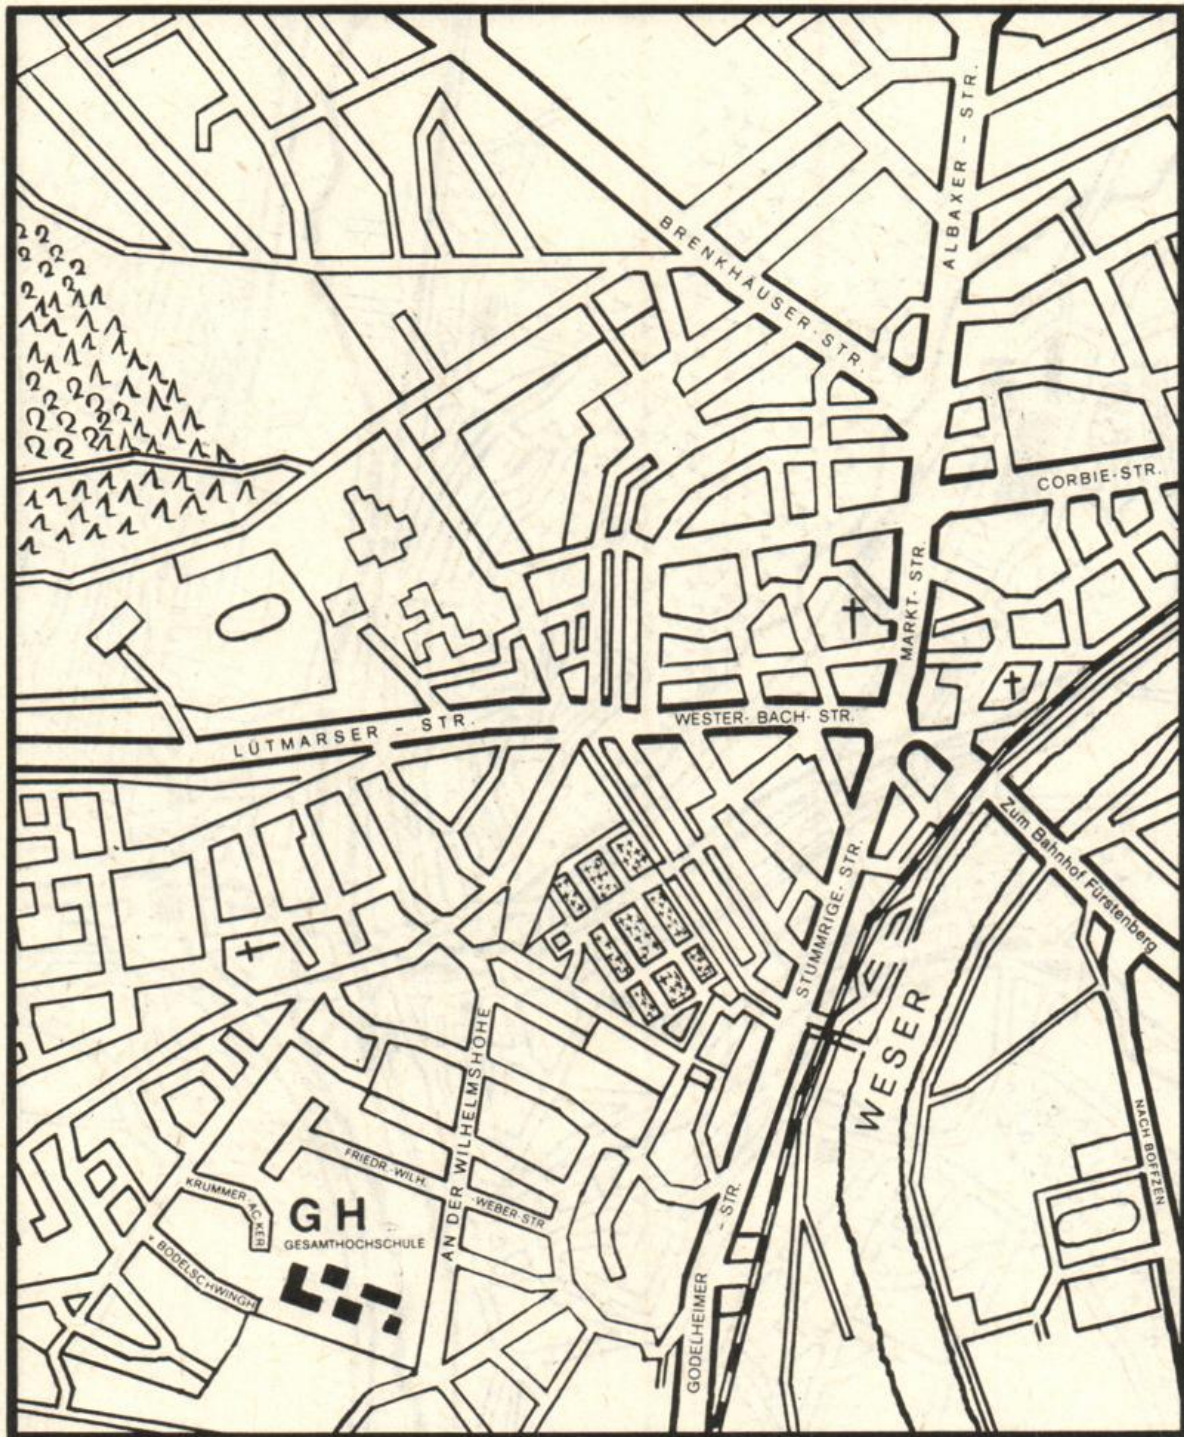 ALBAXER - STR.
BRENKHÄUSER-STR.
CORBIE-STR.
MARKT-STR.
WESTER-BACH-STR.
LÜTMARSER - STR.
Zum Bahnhof Fürstenberg
STUMMRIGE-STR.
WESER
AN DER WILHELMSHÖHE
NACH BOFFZEN
FRIEDR.-WILH.
-WEBER-STR
KRUMMER-ACKER
GH
GESAMTHOCHSCHULE
BODELSCHWINGH
GODELHEIMER
- STR.